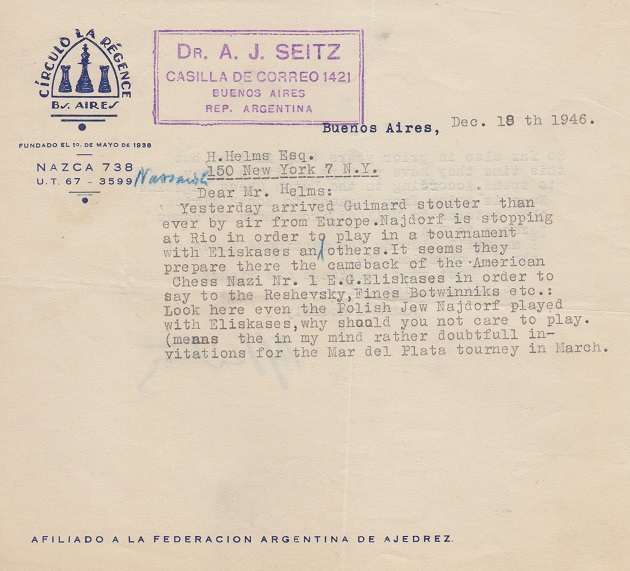 CÍRCULO LA RÉGENCE
BS. AIRES
FUNDADO EL 1º. DE MAYO DE 1938
NAZCA 738
U. T. 67 - 3599
DR. A. J. SEITZ
CASILLA DE CORREO 1421
BUENOS AIRES
REP. ARGENTINA
Buenos Aires, Dec. 18 th 1946.
H.Helms Esq.
150 New York 7 N.Y.
Nassau St
Dear Mr. Helms:
Yesterday arrived Guimard stouter than
ever by air from Europe.Najdorf is stopping
at Rio in order to play in a tournament
with Eliskases and others.It seems they
prepare there the cameback of the American
Chess Nazi Nr. 1 E.G.Eliskases in order to
say to the Reshevsky,Fines Botwinniks etc.:
Look here even the Polish Jew Najdorf played
with Eliskases,why should you not care to play.
(means the in my mind rather doubtfull in-
vitations for the Mar del Plata tourney in March.
AFILIADO A LA FEDERACION ARGENTINA DE AJEDREZ.